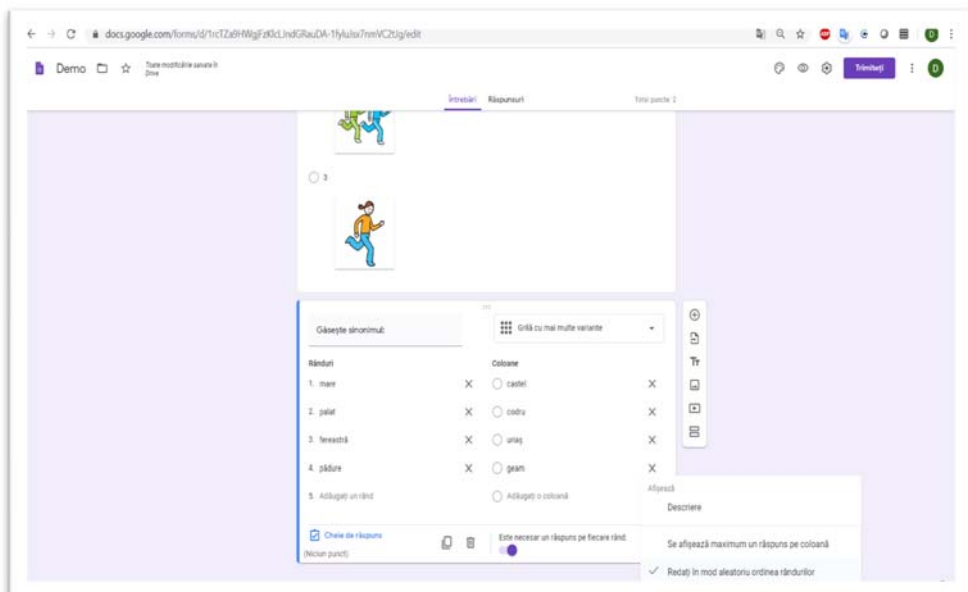 docs.google.com/forms/d/1rcTZa9HWgjFzKlcLIndGRauDA-1fyluJsx7nmVC2tJg/edit
Demo
Toate modificările salvate în
Drive
Trimiteți
D
Întrebări Răspunsuri
Total puncte: 2
3
Găsește sinonimul:
Grilă cu mai multe variante
Rânduri Coloane
1. mare castel
2. palat codru
3. fereastră uriaș
4. pădure geam
5. Adăugați un rând Adăugați o coloană
Afișează
Descriere
Cheie de răspuns
(Niciun punct)
Este necesar un răspuns pe fiecare rând.
Se afișează maximum un răspuns pe coloană
Redați în mod aleatoriu ordinea rândurilor